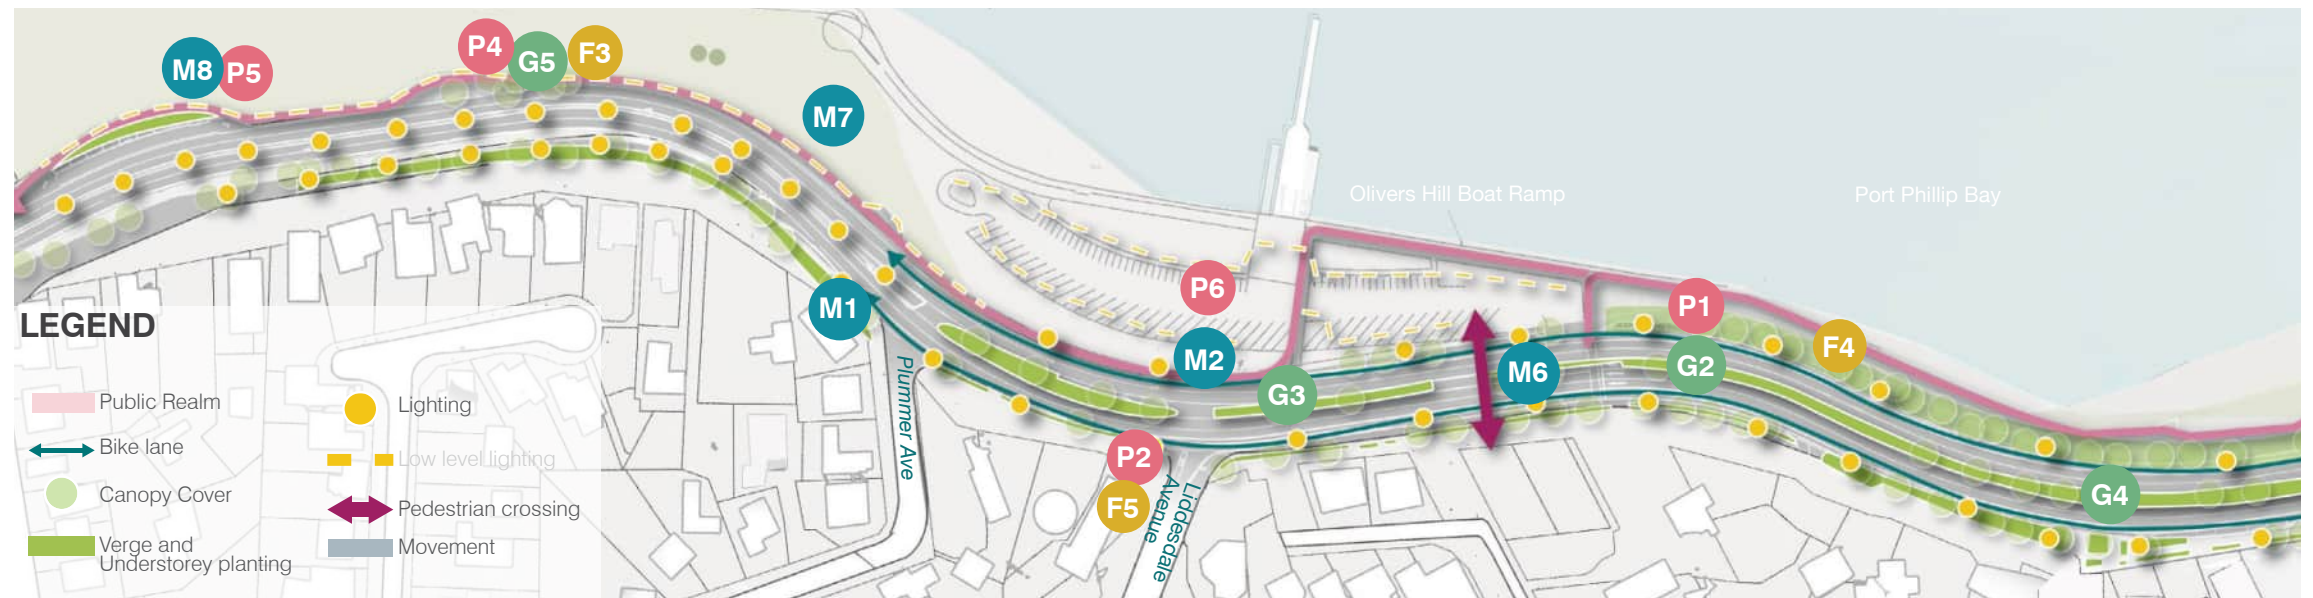 P4
G5
F3
M8
P5
M7
Olivers Hill Boat Ramp
Port Phillip Bay
P6
P1
M1
M2
F4
G2
M6
G3
P2
F5
G4
Plummer Ave
Liddesdale
Avenue
LEGEND
Public Realm
Bike lane
Canopy Cover
Verge and
Understorey planting
Lighting
Low level lighting
Pedestrian crossing
Movement